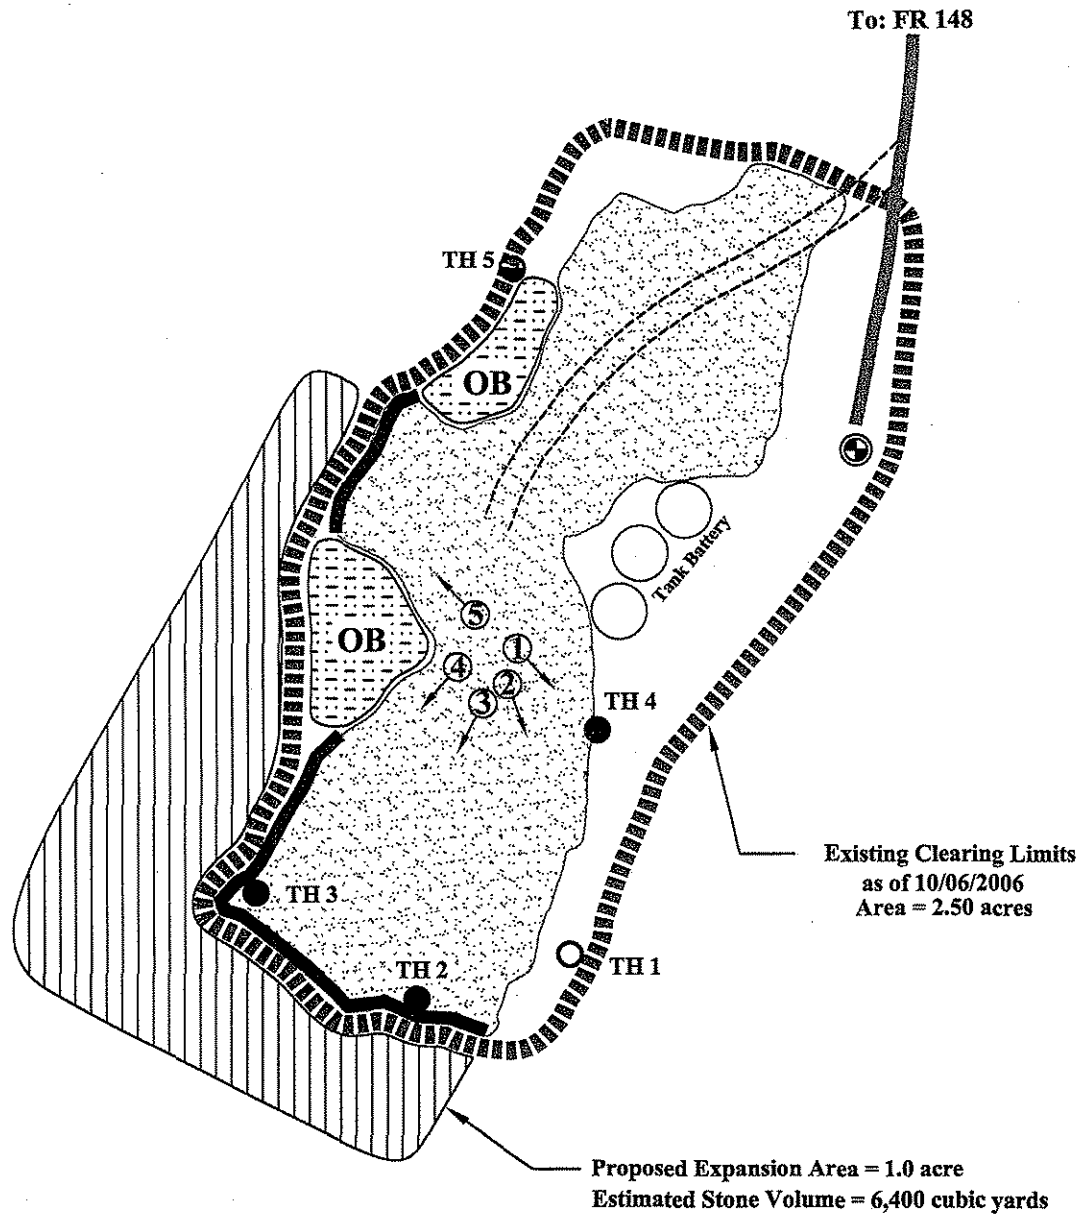 To: FR 148
TH 5
OB
Tank Battery
OB
5
1
4
2
3
TH 4
Existing Clearing Limits
as of 10/06/2006
Area = 2.50 acres
TH 3
TH 1
TH 2
Proposed Expansion Area = 1.0 acre
Estimated Stone Volume = 6,400 cubic yards